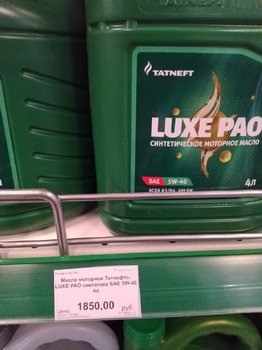 TATNEFT
LUXE PAO
СИНТЕТИЧЕСКОЕ МОТОРНОЕ МАСЛО
SAE 5W-40
4Л
Масло моторное Татнефть-
LUXE PAO синтетика SAE 5W-40
4л
Цена
1850,00 руб.